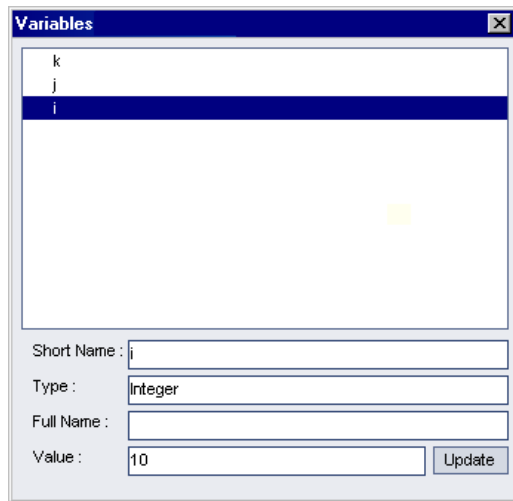 Variables
k
j
i
Short Name : i
Type : Integer
Full Name :
Value : 10 Update